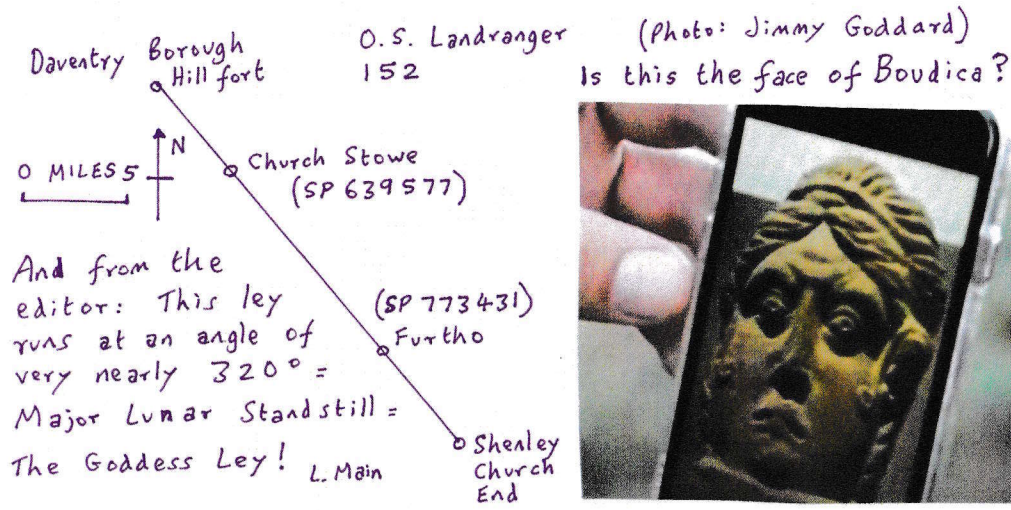 Daventry Borough
Hill fort
O.S. Landranger
152
N
0 MILES 5
Church Stowe
(SP 639577)
And from the
editor: This ley
runs at an angle of
very nearly 320° =
Major Lunar Standstill =
The Goddess Ley!
L. Main
(SP 773431)
Furtho
Shenley
Church
End
(Photo: Jimmy Goddard)
Is this the face of Boudica?